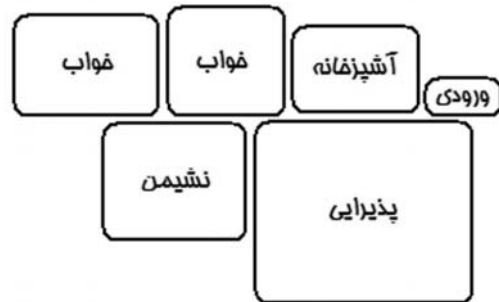 ورودی
آشپزخانه
خواب
خواب
پذیرایی
نشیمن